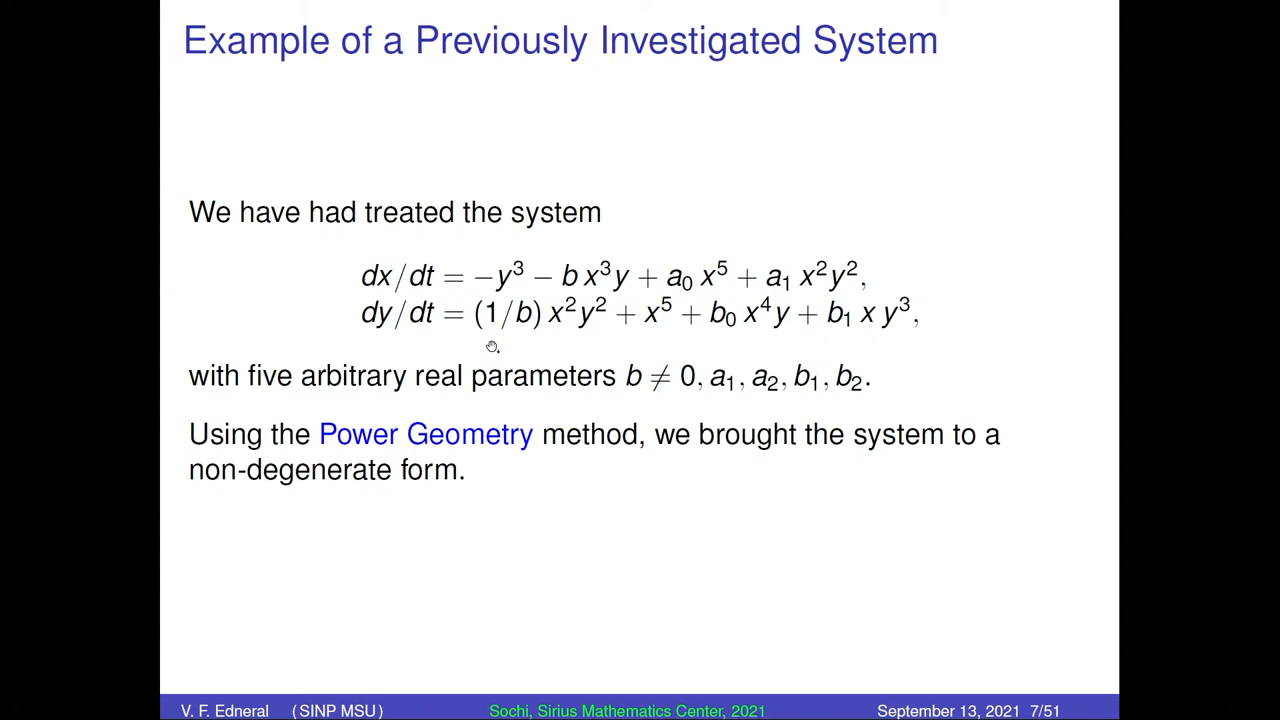 Example of a Previously Investigated System
We have had treated the system
dx/dt = −y³ − b x³y + a₀ x⁵ + a₁ x²y²,
dy/dt = (1/b) x²y² + x⁵ + b₀ x⁴y + b₁ x y³,
with five arbitrary real parameters b ≠ 0, a₁, a₂, b₁, b₂.
Using the Power Geometry method, we brought the system to a
non-degenerate form.
V. F. Edneral (SINP MSU) Sochi, Sirius Mathematics Center, 2021 September 13, 2021 7/51